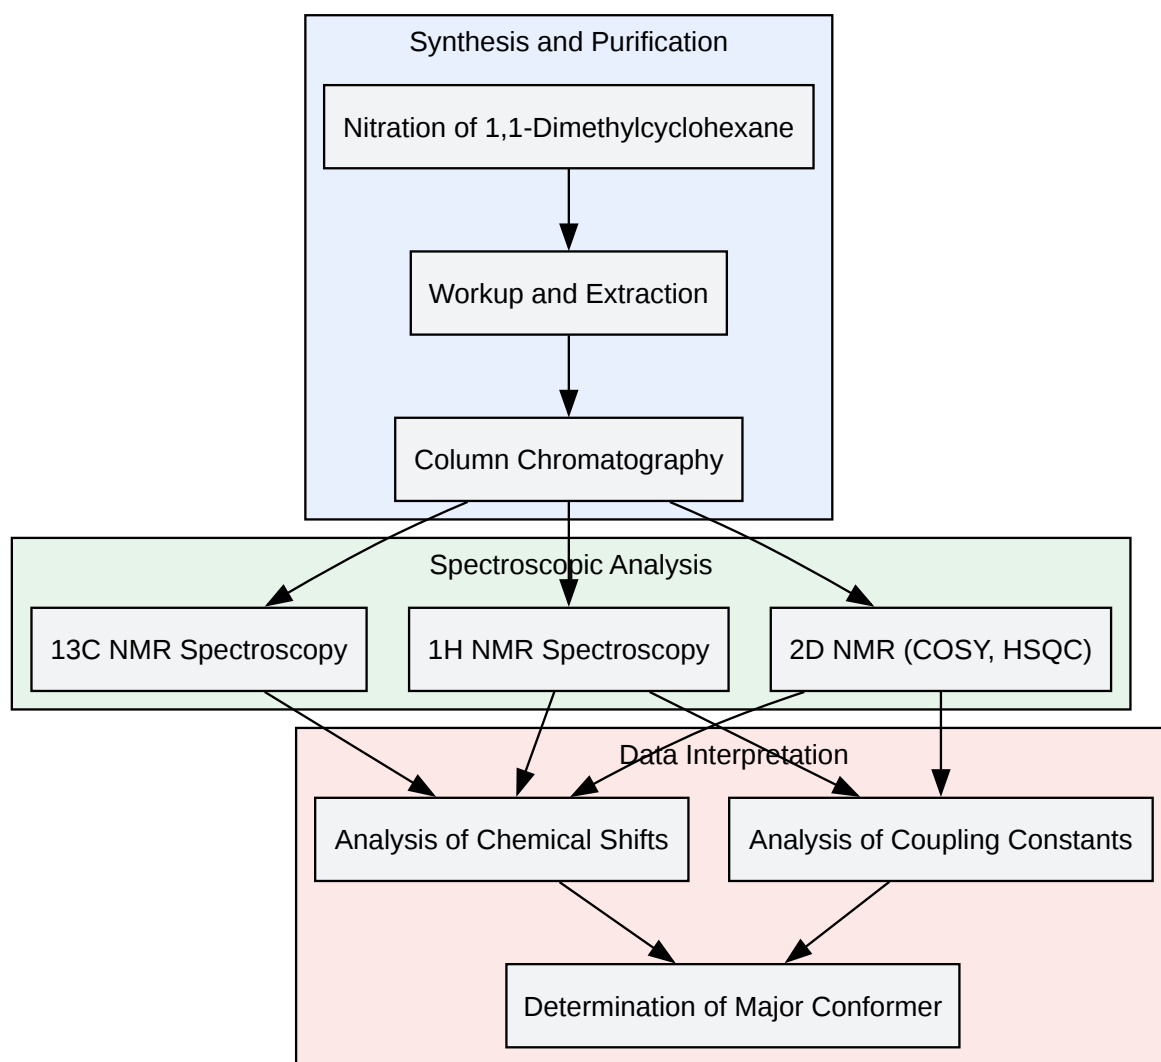 Synthesis and Purification
Nitration of 1,1-Dimethylcyclohexane
Workup and Extraction
Column Chromatography
Spectroscopic Analysis
13C NMR Spectroscopy
1H NMR Spectroscopy
2D NMR (COSY, HSQC)
Data Interpretation
Analysis of Chemical Shifts
Analysis of Coupling Constants
Determination of Major Conformer